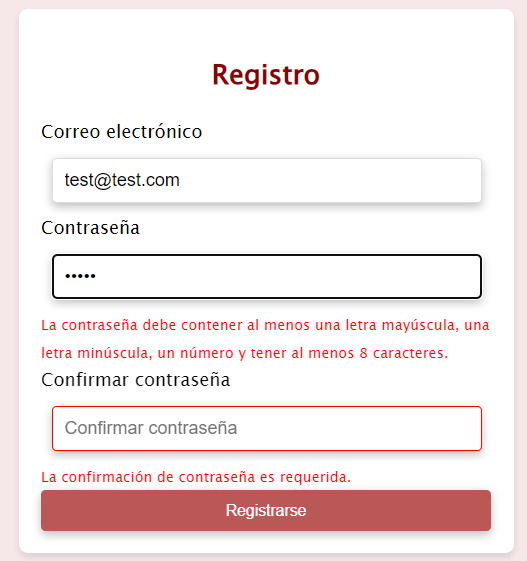 Registro
Correo electrónico
test@test.com
Contraseña
•••••
La contraseña debe contener al menos una letra mayúscula, una
letra minúscula, un número y tener al menos 8 caracteres.
Confirmar contraseña
Confirmar contraseña
La confirmación de contraseña es requerida.
Registrarse